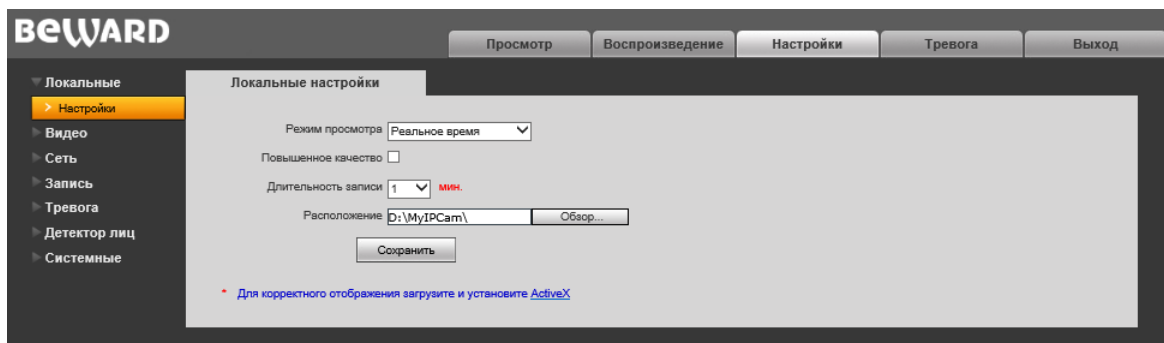 BEWARD
Просмотр Воспроизведение Настройки Тревога Выход
Локальные
Настройки
Видео
Сеть
Запись
Тревога
Детектор лиц
Системные
Локальные настройки
Режим просмотра Реальное время
Повышенное качество
Длительность записи 1 мин.
Расположение D:\MyIPCam\ Обзор...
Сохранить
* Для корректного отображения загрузите и установите ActiveX